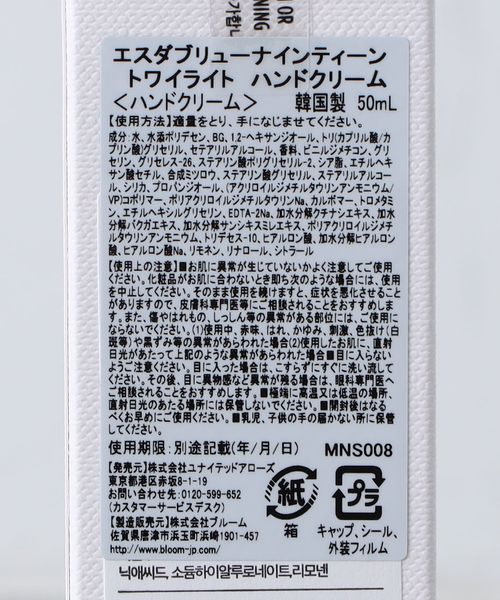 OR
NING
가합니
エスダブリューナインティーン
トワイライト ハンドクリーム
＜ハンドクリーム＞ 韓国製 50mL
【使用方法】適量をとり、手になじませてください。
成分:水、水添ポリデセン、BG、1,2-ヘキサンジオール、トリ(カプリル酸/カ
プリン酸)グリセリル、セテアリルアルコール、香料、ビニルジメチコン、グリ
セリン、グリセレス-26、ステアリン酸ポリグリセリル-2、シア脂、エチルヘキ
サン酸セチル、合成ミツロウ、ステアリン酸グリセリル、ステアリルアルコー
ル、シリカ、プロパンジオール、(アクリロイルジメチルタウリンアンモニウム/
VP)コポリマー、ポリアクリロイルジメチルタウリンNa、カルボマー、トロメタミ
ン、エチルヘキシルグリセリン、EDTA-2Na、加水分解クチナシエキス、加水
分解バクガエキス、加水分解サンシキスミレエキス、ポリアクリロイルジメチ
ルタウリンアンモニウム、トリデセス-10、ヒアルロン酸、加水分解ヒアルロン
酸、ヒアルロン酸Na、リモネン、リナロール、シトラール
【使用上の注意】■お肌に異常が生じていないかよく注意してご使用
ください。化粧品がお肌に合わないとき即ち次のような場合には、使用
を中止してください。そのまま使用を続けますと、症状を悪化させること
がありますので、皮膚科専門医等にご相談されることをおすすめしま
す。また、傷やはれもの、しっしん等の異常がある部位には、ご使用に
ならないでください。(1)使用中、赤味、はれ、かゆみ、刺激、色抜け(白
斑等)や黒ずみ等の異常があらわれた場合(2)使用したお肌に、直射
日光があたって上記のような異常があらわれた場合■目に入らない
ようご注意ください。目に入った場合は、こすらずにすぐに洗い流して
ください。その後、目に異物感など異常が残る場合は、眼科専門医へ
ご相談されることをおすすめします。■極端に高温又は低温の場所、
直射日光のあたる場所には保管しないでください。■開封後はなる
べくお早めにご使用ください。■乳児、子供の手の届かない所に保管
してください。
使用期限:別途記載(年/月/日) MNS008
【発売元】株式会社ユナイテッドアローズ
東京都港区赤坂8-1-19
お問い合わせ先:0120-599-652
(カスタマーサービスデスク)
【製造販売元】株式会社ブルーム
佐賀県唐津市浜玉町浜崎1901-457
http://www.bloom-jp.com/
紙
箱
プラ
キャップ、シール、
外装フィルム
닉애씨드, 소듐하이알루로네이트,리모넨